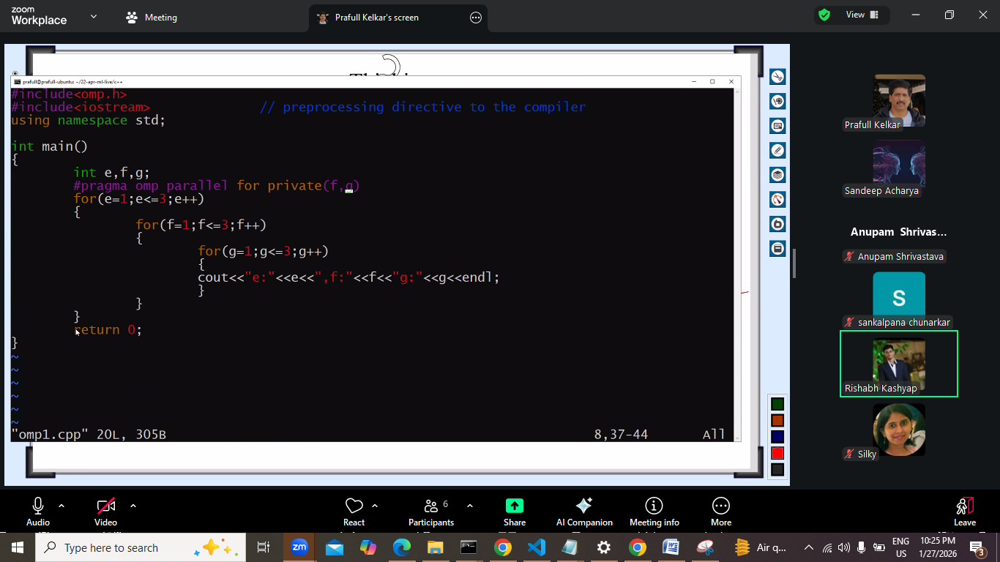 zoom
Workplace
Meeting
Prafull Kelkar's screen
View
prafull@prafull-ubuntu: ~/22-apr-ml-live/c++
#include<omp.h>
#include<iostream> // preprocessing directive to the compiler
using namespace std;
int main()
{
int e,f,g;
#pragma omp parallel for private(f,g)
for(e=1;e<=3;e++)
{
for(f=1;f<=3;f++)
{
for(g=1;g<=3;g++)
{
cout<<"e:"<<e<<",f:"<<f<<"g:"<<g<<endl;
}
}
}
return 0;
}
~
~
~
~
~
~
"omp1.cpp" 20L, 305B 8,37-44 All
Prafull Kelkar
Sandeep Acharya
Anupam Shrivas...
Anupam Shrivastava
S
sankalpana chunarkar
Rishabh Kashyap
Silky
6
Audio
Video
React
Participants
Share
AI Companion
Meeting info
More
Leave
Type here to search
zm
Air q...
ENG
US
10:25 PM
1/27/2026
3